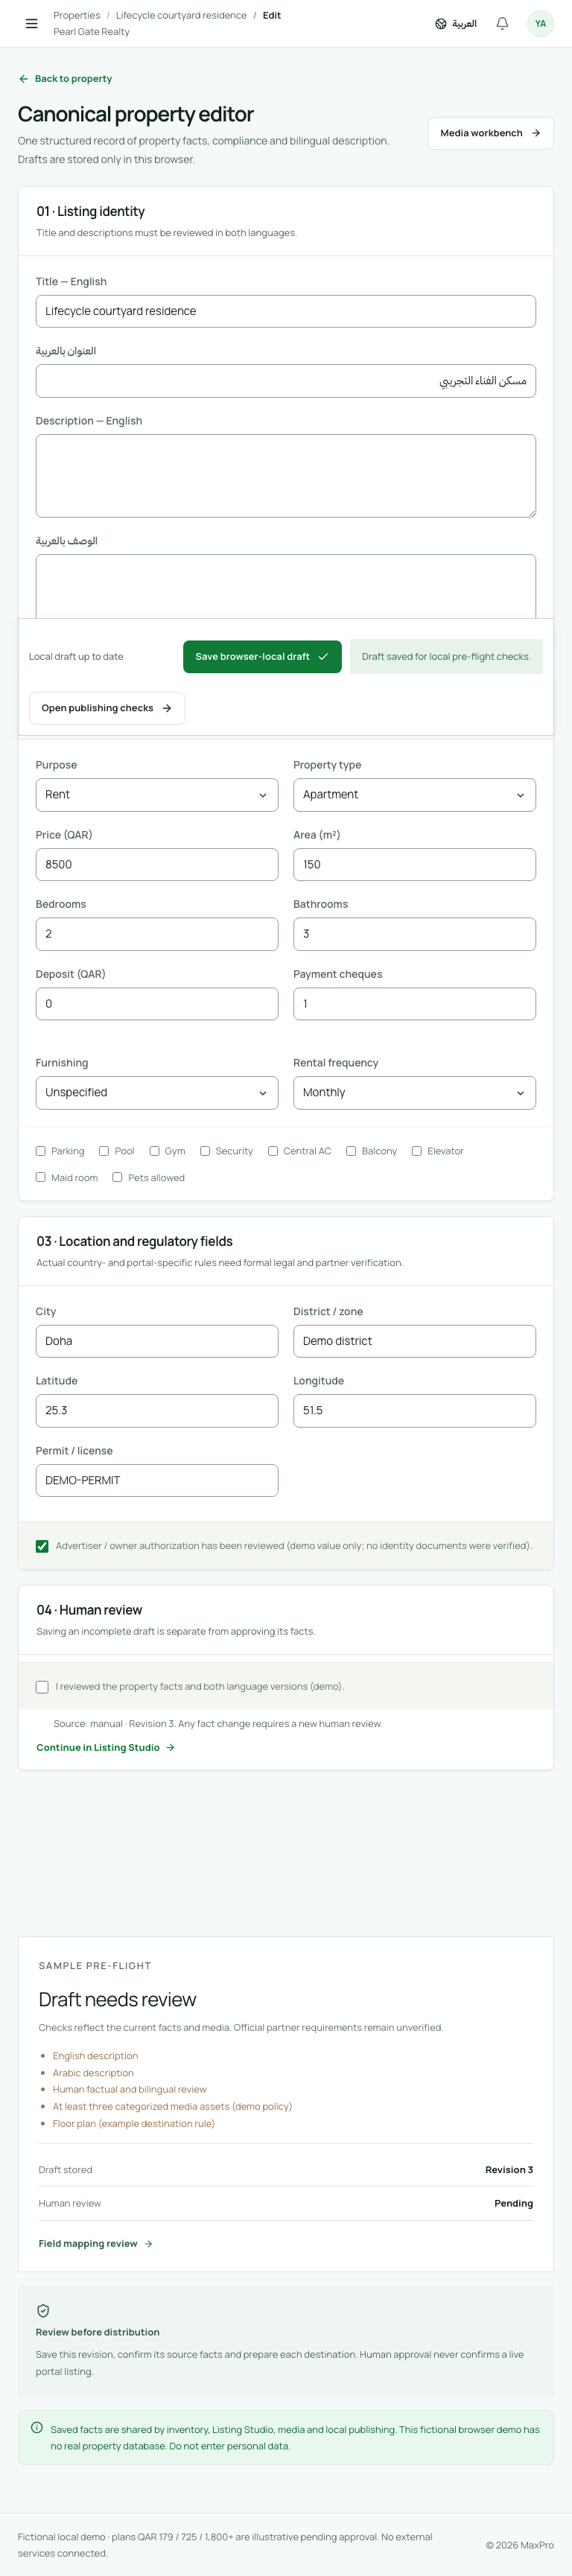 Properties / Lifecycle courtyard residence / Edit
Pearl Gate Realty
العربية
YA
Back to property
Canonical property editor
One structured record of property facts, compliance and bilingual description.
Drafts are stored only in this browser.
Media workbench
01 · Listing identity
Title and descriptions must be reviewed in both languages.
Title — English
Lifecycle courtyard residence
العنوان بالعربية
مسكن الفناء التجريبي
Description — English
الوصف بالعربية
Local draft up to date
Save browser-local draft
Draft saved for local pre-flight checks.
Open publishing checks
Purpose Property type
Rent Apartment
Price (QAR) Area (m²)
8500 150
Bedrooms Bathrooms
2 3
Deposit (QAR) Payment cheques
0 1
Furnishing Rental frequency
Unspecified Monthly
Parking Pool Gym Security Central AC Balcony Elevator
Maid room Pets allowed
03 · Location and regulatory fields
Actual country- and portal-specific rules need formal legal and partner verification.
City District / zone
Doha Demo district
Latitude Longitude
25.3 51.5
Permit / license
DEMO-PERMIT
Advertiser / owner authorization has been reviewed (demo value only; no identity documents were verified).
04 · Human review
Saving an incomplete draft is separate from approving its facts.
I reviewed the property facts and both language versions (demo).
Source: manual · Revision 3. Any fact change requires a new human review.
Continue in Listing Studio
SAMPLE PRE-FLIGHT
Draft needs review
Checks reflect the current facts and media. Official partner requirements remain unverified.
English description
Arabic description
Human factual and bilingual review
At least three categorized media assets (demo policy)
Floor plan (example destination rule)
Draft stored Revision 3
Human review Pending
Field mapping review
Review before distribution
Save this revision, confirm its source facts and prepare each destination. Human approval never confirms a live
portal listing.
Saved facts are shared by inventory, Listing Studio, media and local publishing. This fictional browser demo has
no real property database. Do not enter personal data.
Fictional local demo · plans QAR 179 / 725 / 1,800+ are illustrative pending approval. No external
services connected.
© 2026 MaxPro